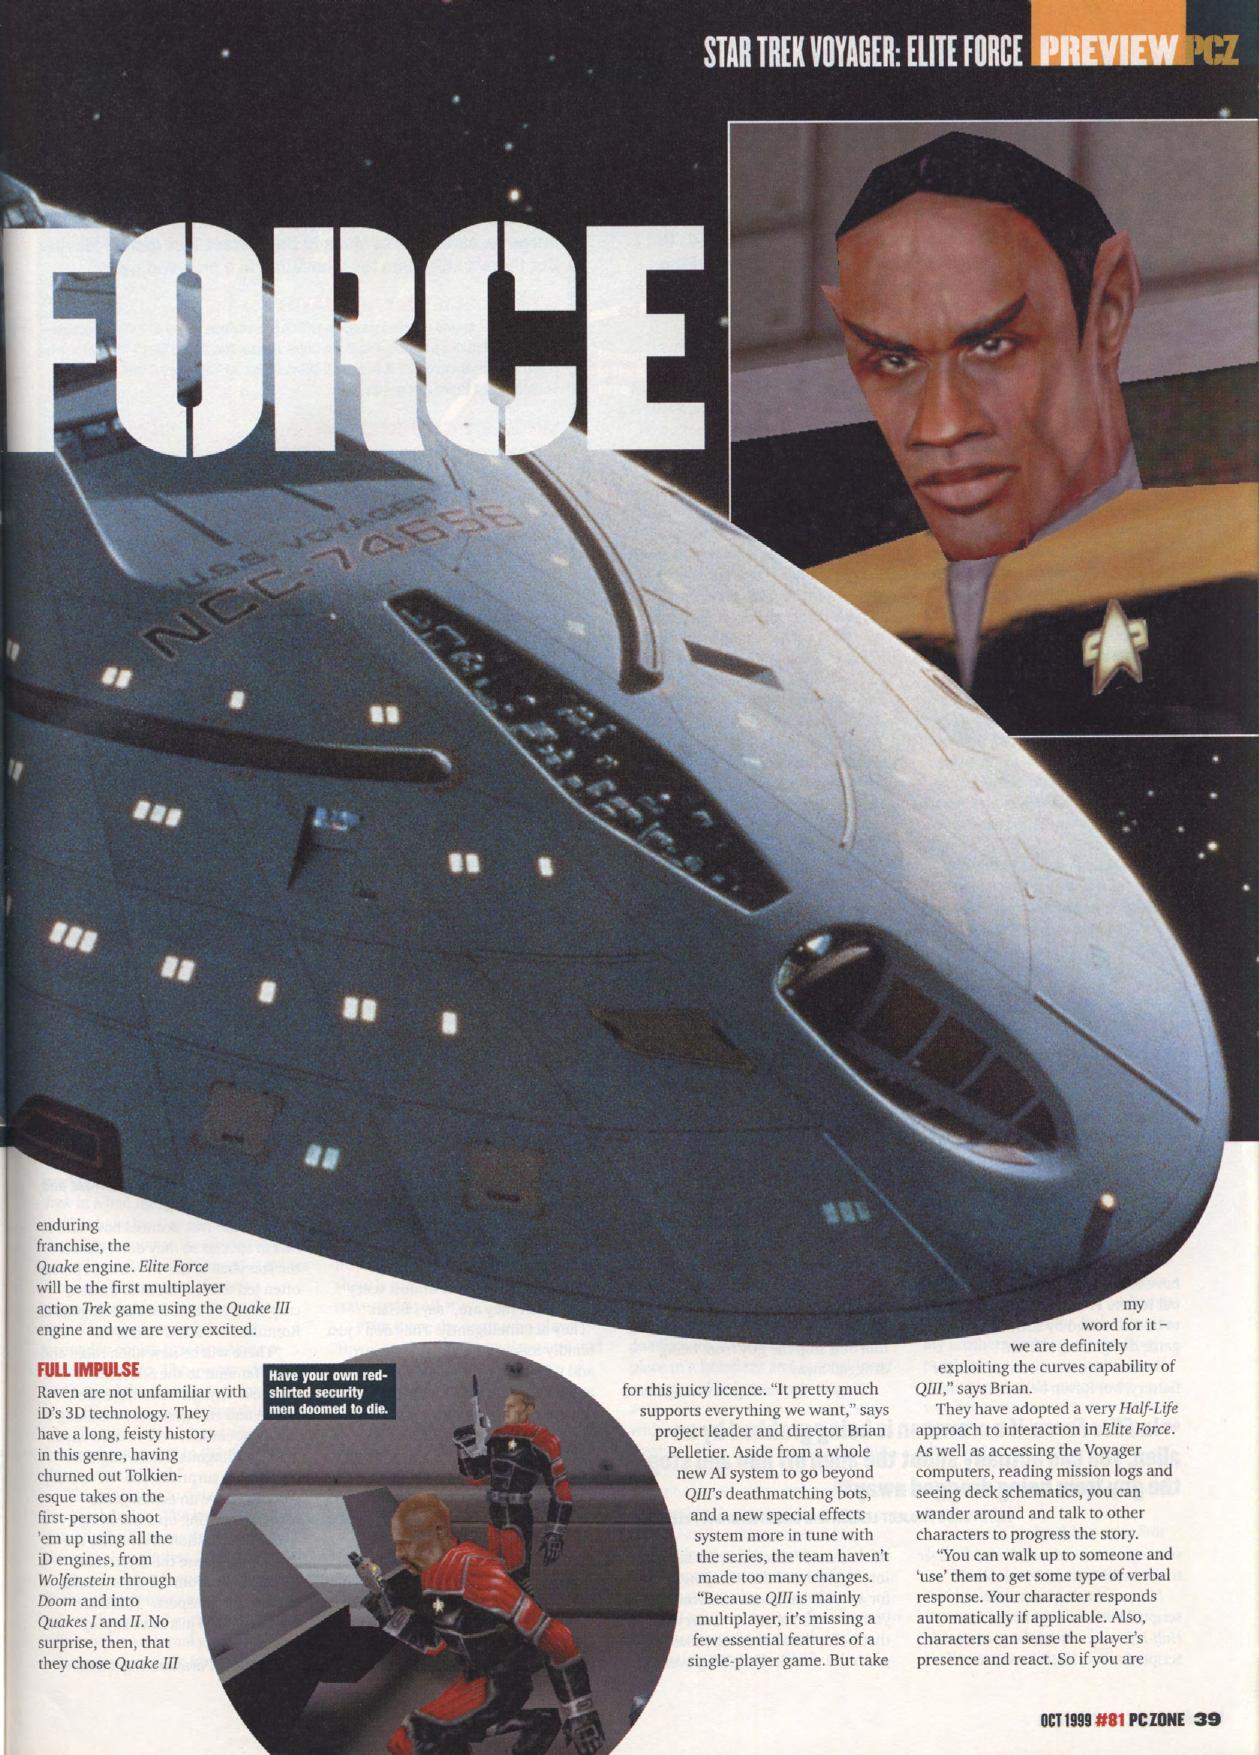 STAR TREK VOYAGER: ELITE FORCE PREVIEW PCZ
FORCE
U.S.S. VOYAGER
NCC-74656
enduring
franchise, the
Quake engine. Elite Force
will be the first multiplayer
action Trek game using the Quake III
engine and we are very excited.
FULL IMPULSE
Raven are not unfamiliar with
iD's 3D technology. They
have a long, feisty history
in this genre, having
churned out Tolkien-
esque takes on the
first-person shoot
'em up using all the
iD engines, from
Wolfenstein through
Doom and into
Quakes I and II. No
surprise, then, that
they chose Quake III
Have your own red-
shirted security
men doomed to die.
for this juicy licence. “It pretty much
supports everything we want,” says
project leader and director Brian
Pelletier. Aside from a whole
new AI system to go beyond
QIII's deathmatching bots,
and a new special effects
system more in tune with
the series, the team haven't
made too many changes.
“Because QIII is mainly
multiplayer, it's missing a
few essential features of a
single-player game. But take
my
word for it –
we are definitely
exploiting the curves capability of
QIII,” says Brian.
They have adopted a very Half-Life
approach to interaction in Elite Force.
As well as accessing the Voyager
computers, reading mission logs and
seeing deck schematics, you can
wander around and talk to other
characters to progress the story.
“You can walk up to someone and
‘use’ them to get some type of verbal
response. Your character responds
automatically if applicable. Also,
characters can sense the player's
presence and react. So if you are
OCT 1999 #81 PC ZONE 39